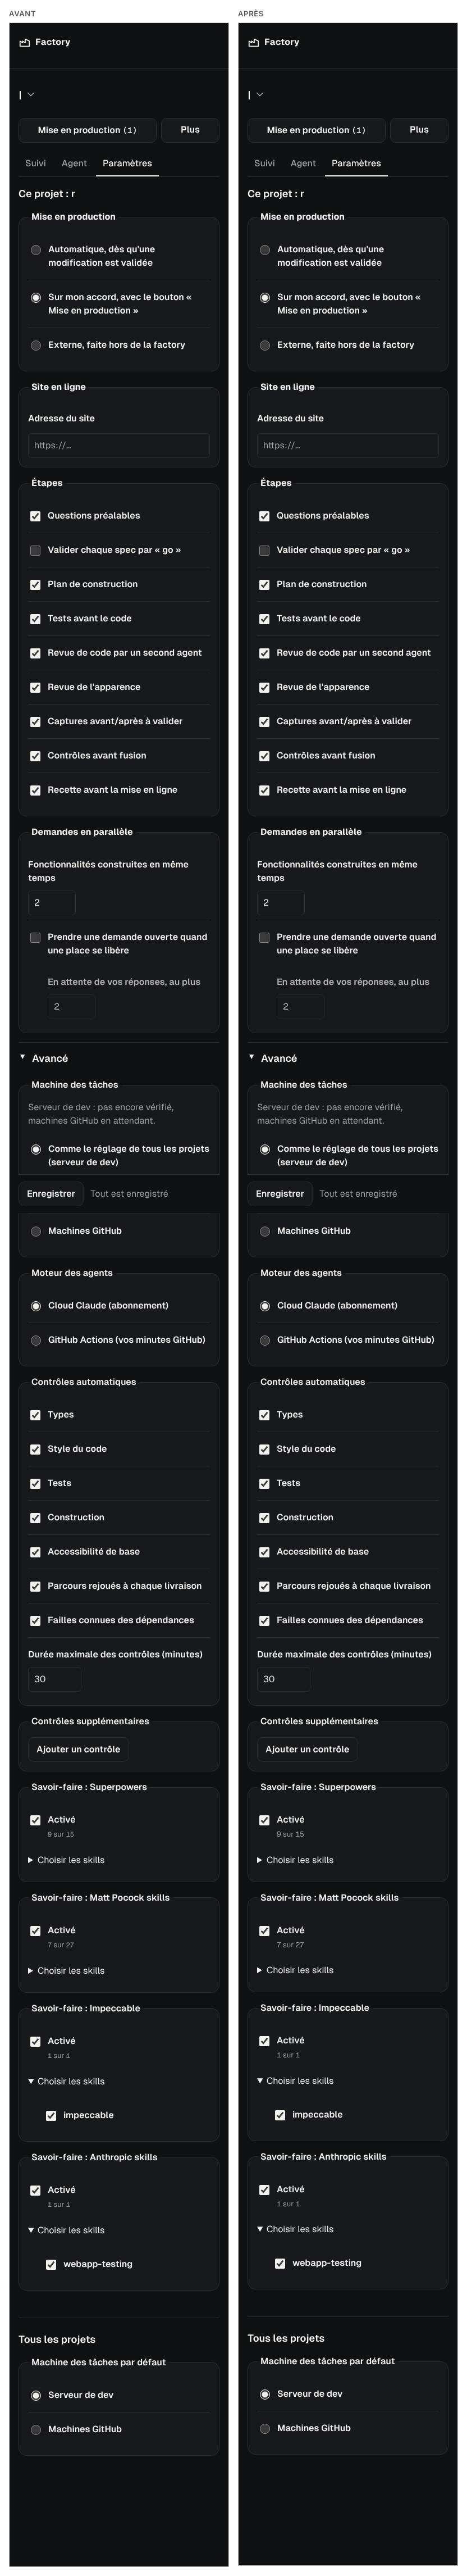 AVANT
Factory
Mise en production (1)
Plus
Suivi
Agent
Paramètres
Ce projet : r
Mise en production
Automatique, dès qu'une
modification est validée
Sur mon accord, avec le bouton «
Mise en production »
Externe, faite hors de la factory
Site en ligne
Adresse du site
https://...
Étapes
Questions préalables
Valider chaque spec par « go »
Plan de construction
Tests avant le code
Revue de code par un second agent
Revue de l'apparence
Captures avant/après à valider
Contrôles avant fusion
Recette avant la mise en ligne
Demandes en parallèle
Fonctionnalités construites en même
temps
2
Prendre une demande ouverte quand
une place se libère
En attente de vos réponses, au plus
2
Avancé
Machine des tâches
Serveur de dev : pas encore vérifié,
machines GitHub en attendant.
Comme le réglage de tous les projets
(serveur de dev)
Enregistrer
Tout est enregistré
Machines GitHub
Moteur des agents
Cloud Claude (abonnement)
GitHub Actions (vos minutes GitHub)
Contrôles automatiques
Types
Style du code
Tests
Construction
Accessibilité de base
Parcours rejoués à chaque livraison
Failles connues des dépendances
Durée maximale des contrôles (minutes)
30
Contrôles supplémentaires
Ajouter un contrôle
Savoir-faire : Superpowers
Activé
9 sur 15
Choisir les skills
Savoir-faire : Matt Pocock skills
Activé
7 sur 27
Choisir les skills
Savoir-faire : Impeccable
Activé
1 sur 1
Choisir les skills
impeccable
Savoir-faire : Anthropic skills
Activé
1 sur 1
Choisir les skills
webapp-testing
Tous les projets
Machine des tâches par défaut
Serveur de dev
Machines GitHub
APRÈS
Factory
Mise en production (1)
Plus
Suivi
Agent
Paramètres
Ce projet : r
Mise en production
Automatique, dès qu'une
modification est validée
Sur mon accord, avec le bouton «
Mise en production »
Externe, faite hors de la factory
Site en ligne
Adresse du site
https://...
Étapes
Questions préalables
Valider chaque spec par « go »
Plan de construction
Tests avant le code
Revue de code par un second agent
Revue de l'apparence
Captures avant/après à valider
Contrôles avant fusion
Recette avant la mise en ligne
Demandes en parallèle
Fonctionnalités construites en même
temps
2
Prendre une demande ouverte quand
une place se libère
En attente de vos réponses, au plus
2
Avancé
Machine des tâches
Serveur de dev : pas encore vérifié,
machines GitHub en attendant.
Comme le réglage de tous les projets
(serveur de dev)
Enregistrer
Tout est enregistré
Machines GitHub
Moteur des agents
Cloud Claude (abonnement)
GitHub Actions (vos minutes GitHub)
Contrôles automatiques
Types
Style du code
Tests
Construction
Accessibilité de base
Parcours rejoués à chaque livraison
Failles connues des dépendances
Durée maximale des contrôles (minutes)
30
Contrôles supplémentaires
Ajouter un contrôle
Savoir-faire : Superpowers
Activé
9 sur 15
Choisir les skills
Savoir-faire : Matt Pocock skills
Activé
7 sur 27
Choisir les skills
Savoir-faire : Impeccable
Activé
1 sur 1
Choisir les skills
impeccable
Savoir-faire : Anthropic skills
Activé
1 sur 1
Choisir les skills
webapp-testing
Tous les projets
Machine des tâches par défaut
Serveur de dev
Machines GitHub